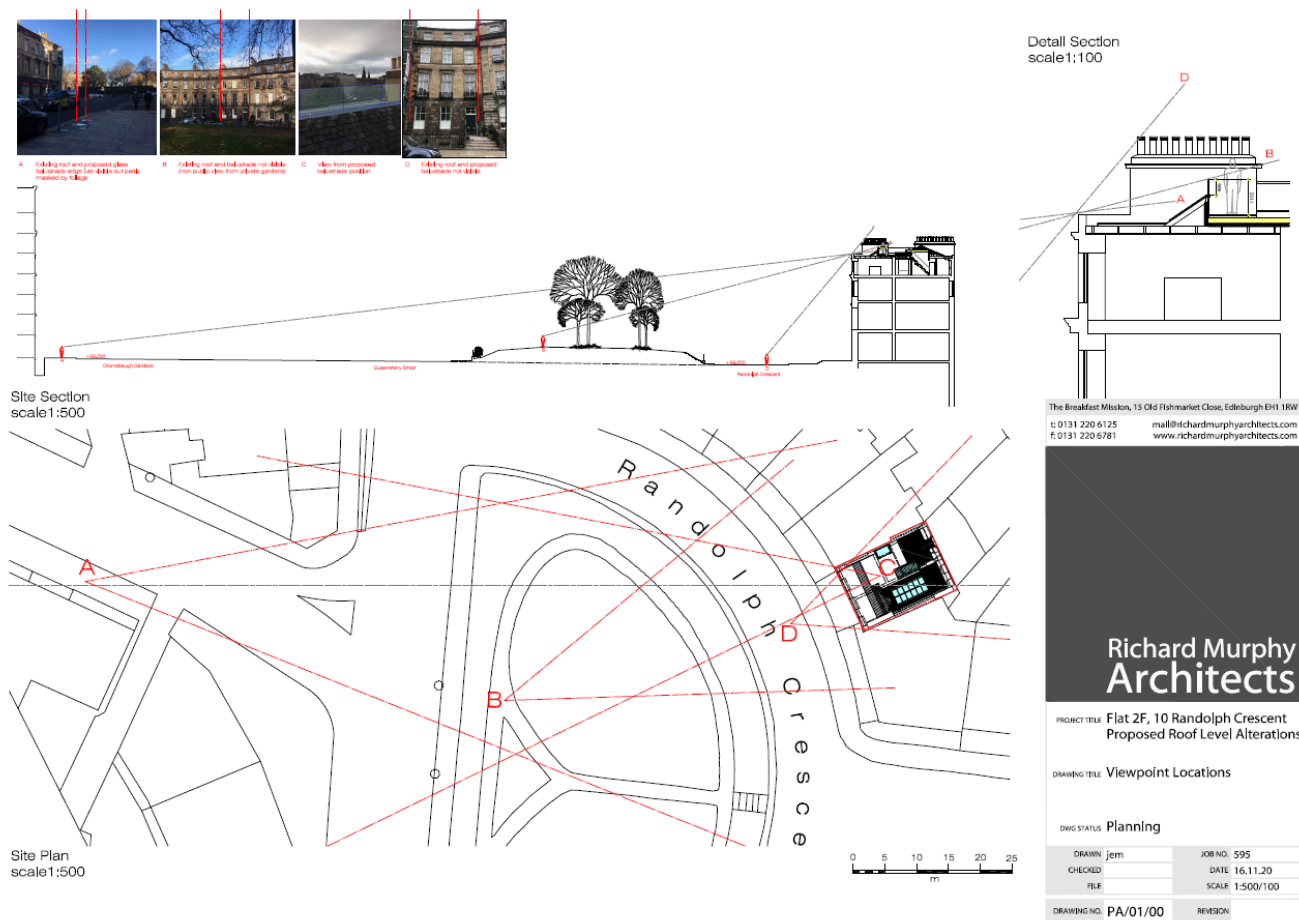 A Existing roof and proposed glass
balustrade edge just visible but partly
masked by foliage
B Existing roof and balustrade not visible
(non public view from private gardens)
C View from proposed
balustrade position
D Existing roof and proposed
balustrade not visible
Detail Section
scale1:100
D
B
A
1100
Drumsheugh Gardens
Queensferry Street
Randolph Crescent
Site Section
scale1:500
A
B
C
D
Randolph Crescent
Site Plan
scale1:500
0 5 10 15 20 25
m
The Breakfast Mission, 15 Old Fishmarket Close, Edinburgh EH1 1RW
t: 0131 220 6125 mail@richardmurphyarchitects.com
f: 0131 220 6781 www.richardmurphyarchitects.com
Richard Murphy
Architects
PROJECT TITLE Flat 2F, 10 Randolph Crescent
Proposed Roof Level Alterations
DRAWING TITLE Viewpoint Locations
DWG STATUS Planning
DRAWN jem JOB NO. 595
CHECKED DATE 16.11.20
FILE SCALE 1:500/100
DRAWING NO. PA/01/00 REVISION